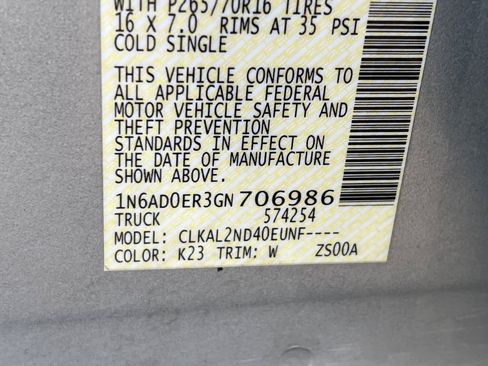 WITH P265/70R16 TIRES
16 X 7.0 RIMS AT 35 PSI
COLD SINGLE
THIS VEHICLE CONFORMS TO
ALL APPLICABLE FEDERAL
MOTOR VEHICLE SAFETY AND
THEFT PREVENTION
STANDARDS IN EFFECT ON
THE DATE OF MANUFACTURE
SHOWN ABOVE.
1N6AD0ER3GN 706986
TRUCK 574254
MODEL: CLKAL2ND40EUNF----
COLOR: K23 TRIM: W ZS00A